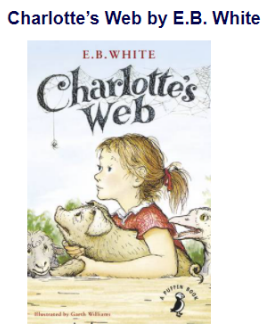 Charlotte's Web by E.B. White
E.B.WHITE
Charlotte's
Web
A PUFFIN BOOK
Illustrated by Garth Williams